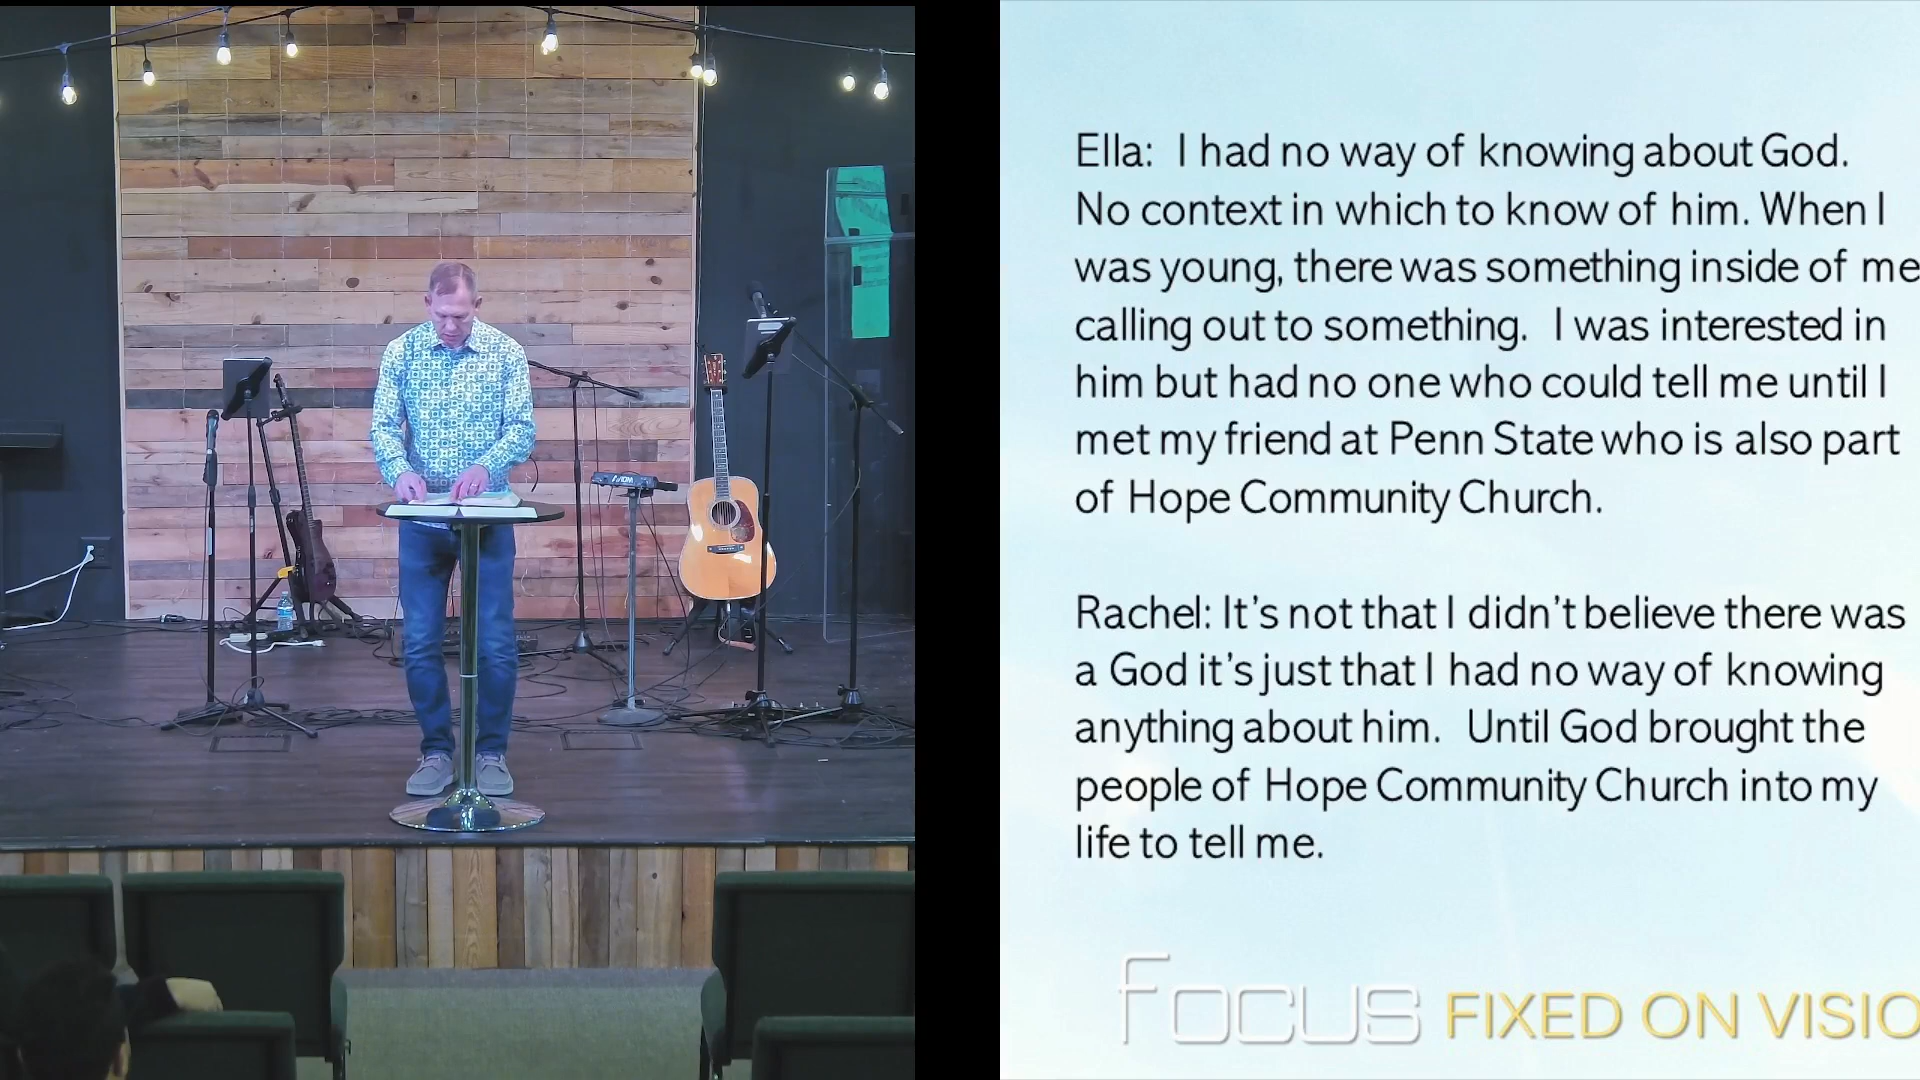 Ella: I had no way of knowing about God.
No context in which to know of him. When I
was young, there was something inside of me
calling out to something. I was interested in
him but had no one who could tell me until I
met my friend at Penn State who is also part
of Hope Community Church.
Rachel: It's not that I didn't believe there was
a God it's just that I had no way of knowing
anything about him. Until God brought the
people of Hope Community Church into my
life to tell me.
FOCUS FIXED ON VISIO
AVIOM